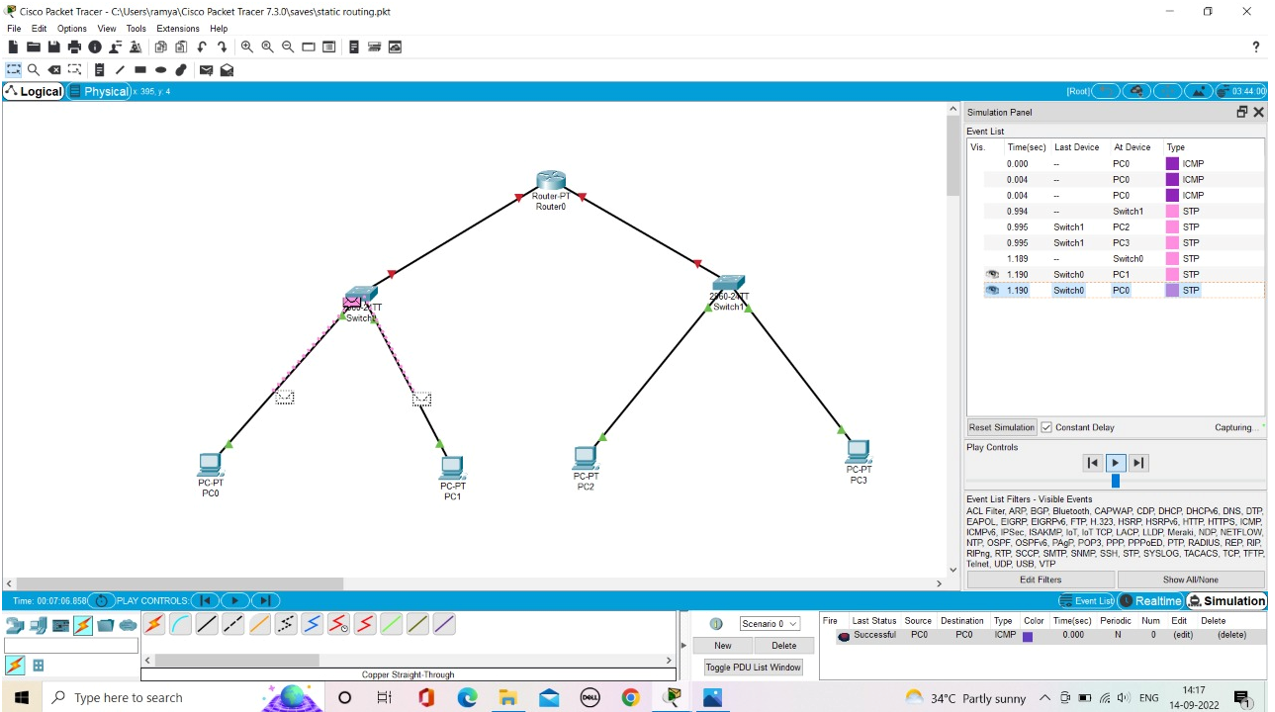 Cisco Packet Tracer - C:\Users\ramya\Cisco Packet Tracer 7.3.0\saves\static routing.pkt
File Edit Options View Tools Extensions Help
Logical Physical x: 395, y: 4 [Root] 03:44:00
Simulation Panel
Event List
Vis. Time(sec) Last Device At Device Type
0.000 -- PC0 ICMP
0.004 -- PC0 ICMP
0.004 -- PC0 ICMP
0.994 -- Switch1 STP
0.995 Switch1 PC2 STP
0.995 Switch1 PC3 STP
1.189 -- Switch0 STP
1.190 Switch0 PC1 STP
1.190 Switch0 PC0 STP
Router-PT
Router0
2960-24TT
Switch1
PC-PT
PC0
PC-PT
PC1
PC-PT
PC2
PC-PT
PC3
Reset Simulation Constant Delay Capturing...
Play Controls
Event List Filters - Visible Events
ACL Filter, ARP, BGP, Bluetooth, CAPWAP, CDP, DHCP, DHCPv6, DNS, DTP,
EAPOL, EIGRP, EIGRPv6, FTP, H.323, HSRP, HSRPv6, HTTP, HTTPS, ICMP,
ICMPv6, IPSec, ISAKMP, IoT, IoT TCP, LACP, LLDP, Meraki, NDP, NETFLOW,
NTP, OSPF, OSPFv6, PAgP, POP3, PPP, PPPoED, PTP, RADIUS, REP, RIP,
RIPng, RTP, SCCP, SMTP, SNMP, SSH, STP, SYSLOG, TACACS, TCP, TFTP,
Telnet, UDP, USB, VTP
Edit Filters Show All/None
Time: 00:07:06.858 PLAY CONTROLS: Event List Realtime Simulation
Scenario 0
New Delete
Toggle PDU List Window
Fire Last Status Source Destination Type Color Time(sec) Periodic Num Edit Delete
Successful PC0 PC0 ICMP 0.000 N 0 (edit) (delete)
Copper Straight-Through
Type here to search
DELL
34°C Partly sunny ENG 14:17
14-09-2022
1